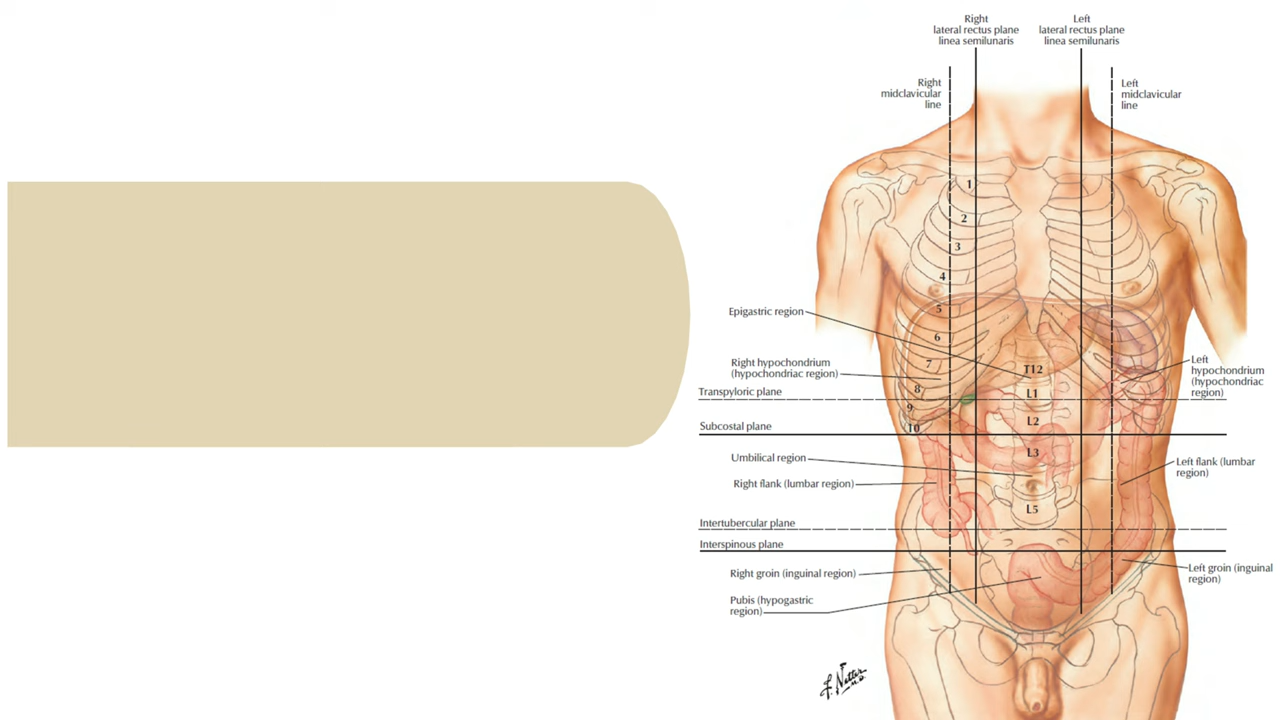 Right
lateral rectus plane
linea semilunaris
Left
lateral rectus plane
linea semilunaris
Right
midclavicular
line
Left
midclavicular
line
1
2
3
4
5
6
7
8
9
10
Epigastric region
Right hypochondrium
(hypochondriac region)
Transpyloric plane
Subcostal plane
Umbilical region
Right flank (lumbar region)
Intertubercular plane
Interspinous plane
Right groin (inguinal region)
Pubis (hypogastric
region)
T12
L1
L2
L3
L5
Left
hypochondrium
(hypochondriac
region)
Left flank (lumbar
region)
Left groin (inguinal
region)
F. Netter
M.D.